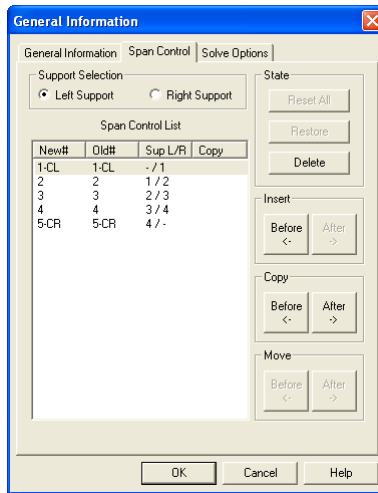 General Information
General Information Span Control Solve Options
Support Selection
Left Support Right Support
Span Control List
New# Old# Sup L/R Copy
1-CL 1-CL - / 1
2 2 1 / 2
3 3 2 / 3
4 4 3 / 4
5-CR 5-CR 4 / -
State
Reset All
Restore
Delete
Insert
Before After
<- ->
Copy
Before After
<- ->
Move
Before After
<- ->
OK Cancel Help